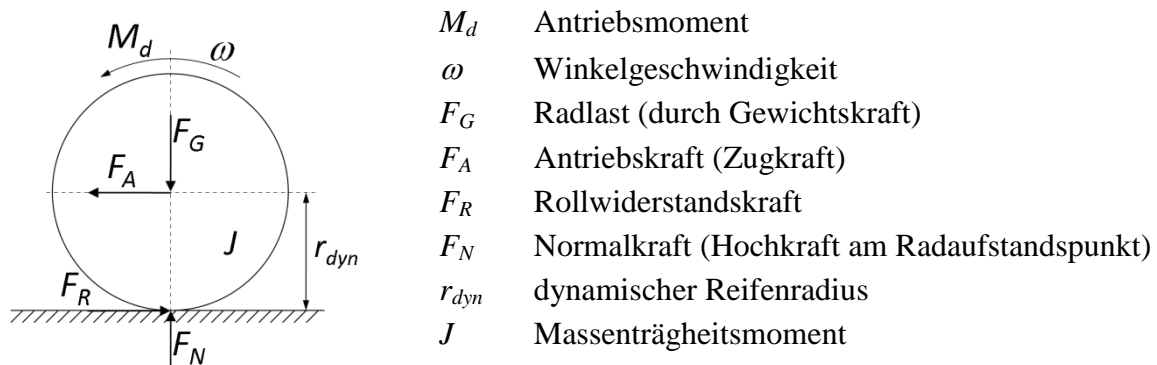 M_d
ω
F_G
F_A
J
r_dyn
F_R
F_N
M_d Antriebsmoment
ω Winkelgeschwindigkeit
F_G Radlast (durch Gewichtskraft)
F_A Antriebskraft (Zugkraft)
F_R Rollwiderstandskraft
F_N Normalkraft (Hochkraft am Radaufstandspunkt)
r_dyn dynamischer Reifenradius
J Massenträgheitsmoment